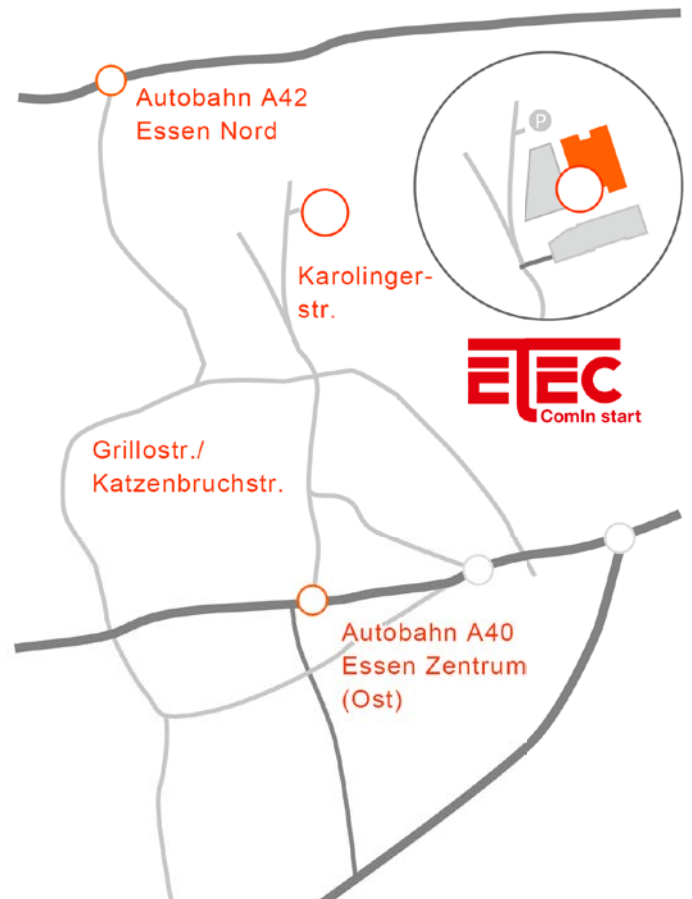 Autobahn A42
Essen Nord
P
Karolinger-
str.
ETEC
ComIn start
Grillostr./
Katzenbruchstr.
Autobahn A40
Essen Zentrum
(Ost)